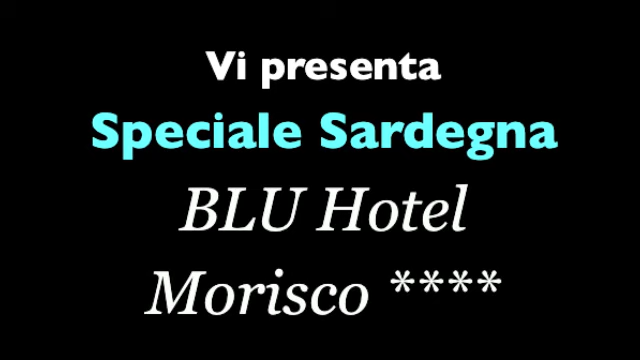 Vi presenta
Speciale Sardegna
BLU Hotel
Morisco ****